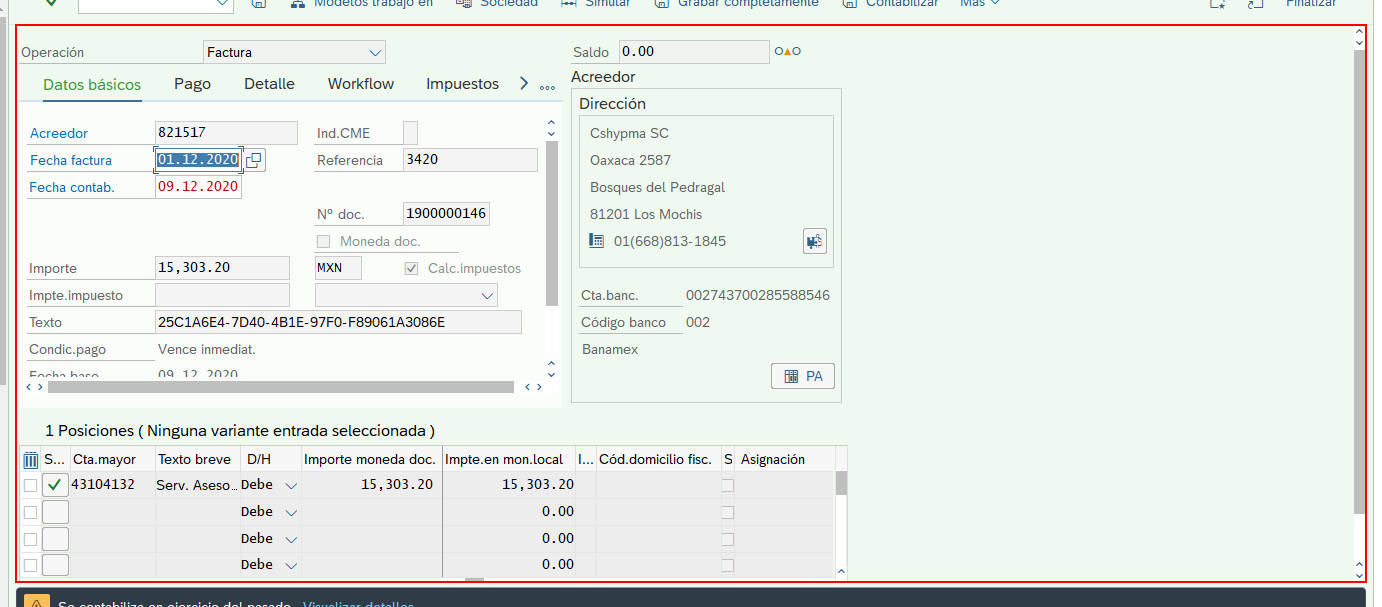 Modelos trabajo en Sociedad Simular Grabar completamente Contabilizar Más Finalizar
Operación Factura
Datos básicos Pago Detalle Workflow Impuestos
Acreedor 821517 Ind.CME
Fecha factura 01.12.2020 Referencia 3420
Fecha contab. 09.12.2020
Nº doc. 1900000146
Moneda doc.
Importe 15,303.20 MXN Calc.impuestos
Impte.impuesto
Texto 25C1A6E4-7D40-4B1E-97F0-F89061A3086E
Condic.pago Vence inmediat.
Fecha base 09.12.2020
Saldo 0.00
Acreedor
Dirección
Cshypma SC
Oaxaca 2587
Bosques del Pedragal
81201 Los Mochis
01(668)813-1845
Cta.banc. 002743700285588546
Código banco 002
Banamex
PA
1 Posiciones ( Ninguna variante entrada seleccionada )
S... Cta.mayor Texto breve D/H Importe moneda doc. Impte.en mon.local I... Cód.domicilio fisc. S Asignación
43104132 Serv. Aseso... Debe 15,303.20 15,303.20
Debe 0.00
Debe 0.00
Debe 0.00
Se contabiliza en ejercicio del pasado Visualizar detalles